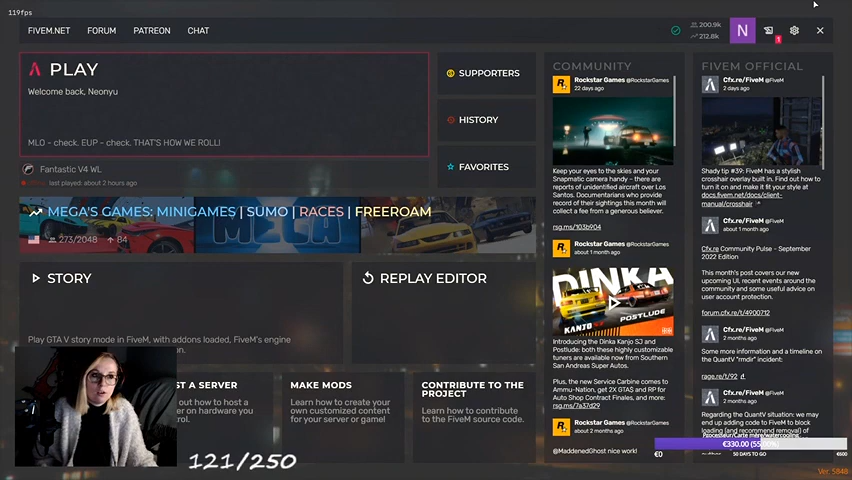 119fps
FIVEM.NET FORUM PATREON CHAT
200.9k
212.8k
N
1
PLAY
Welcome back, Neonyu
MLO - check. EUP - check. THAT'S HOW WE ROLL!
Fantastic V4 WL
last played: about 2 hours ago
MEGA'S GAMES: MINIGAMES | SUMO | RACES | FREEROAM
MEGA
273/2048 84
STORY
Play GTA V story mode in FiveM, with addons loaded, FiveM's engine
on.
REPLAY EDITOR
ST A SERVER
out how to host a
er on hardware you
rol.
MAKE MODS
Learn how to create your
own customized content
for your server or game!
CONTRIBUTE TO THE
PROJECT
Learn how to contribute
to the FiveM source code.
121/250
SUPPORTERS
HISTORY
FAVORITES
COMMUNITY
Rockstar Games @RockstarGames
22 days ago
Keep your eyes to the skies and your
Snapmatic camera handy – there are
reports of unidentified aircraft over Los
Santos. Documentarians who provide
record of their sightings this month will
collect a fee from a generous believer.
rsg.ms/103b904
Rockstar Games @RockstarGames
about 1 month ago
DINKA
KANJO SJ
POSTLUDE
Introducing the Dinka Kanjo SJ and
Postlude: both these highly customizable
tuners are available now from Southern
San Andreas Super Autos.
Plus, the new Service Carbine comes to
Ammu-Nation, get 2X GTA$ and RP for
Auto Shop Contract Finales, and more:
rsg.ms/7a37d29
Rockstar Games @RockstarGames
about 2 months ago
@MaddenedGhost nice work!
FIVEM OFFICIAL
Cfx.re/FiveM @FiveM
2 days ago
Shady tip #39: FiveM has a stylish
crosshair overlay built in. Find out how to
turn it on and make it fit your style at
docs.fivem.net/docs/client-
manual/crosshair
Cfx.re/FiveM @FiveM
about 1 month ago
Cfx.re Community Pulse - September
2022 Edition
This month's post covers our new
upcoming UI, recent events around the
community and some useful advice on
user account protection.
forum.cfx.re/t/4900712
Cfx.re/FiveM @FiveM
2 months ago
Some more information and a timeline on
the QuantV "rmdir" incident:
rage.re/t/92
Cfx.re/FiveM @FiveM
2 months ago
Regarding the QuantV situation: we may
end up adding code to FiveM to block
loading (and recommend removal) of
Processeur/Carte mère/watercooling
€330.00 (55.00%)
€0 50 DAYS TO GO €600
Ver. 5848